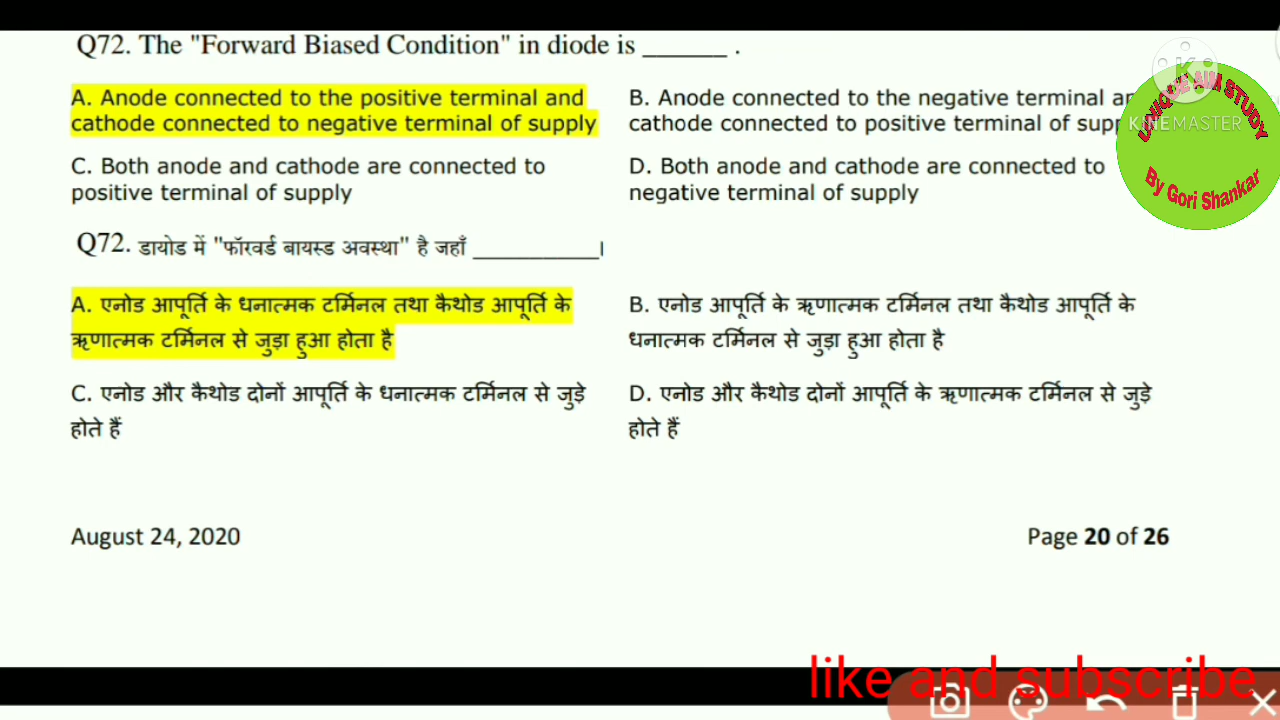 Q72. The "Forward Biased Condition" in diode is ______ .
A. Anode connected to the positive terminal and
cathode connected to negative terminal of supply
B. Anode connected to the negative terminal
cathode connected to positive terminal of
C. Both anode and cathode are connected to
positive terminal of supply
D. Both anode and cathode are connected to
negative terminal of supply
Q72. डायोड में "फॉरवर्ड बायस्ड अवस्था" है जहाँ __________।
A. एनोड आपूर्ति के धनात्मक टर्मिनल तथा कैथोड आपूर्ति के
ऋणात्मक टर्मिनल से जुड़ा हुआ होता है
B. एनोड आपूर्ति के ऋणात्मक टर्मिनल तथा कैथोड आपूर्ति के
धनात्मक टर्मिनल से जुड़ा हुआ होता है
C. एनोड और कैथोड दोनों आपूर्ति के धनात्मक टर्मिनल से जुड़े
होते हैं
D. एनोड और कैथोड दोनों आपूर्ति के ऋणात्मक टर्मिनल से जुड़े
होते हैं
August 24, 2020
Page 20 of 26
UNIQUE AIM STUDY
K
KINEMASTER
By Gori Shankar
like and subscribe